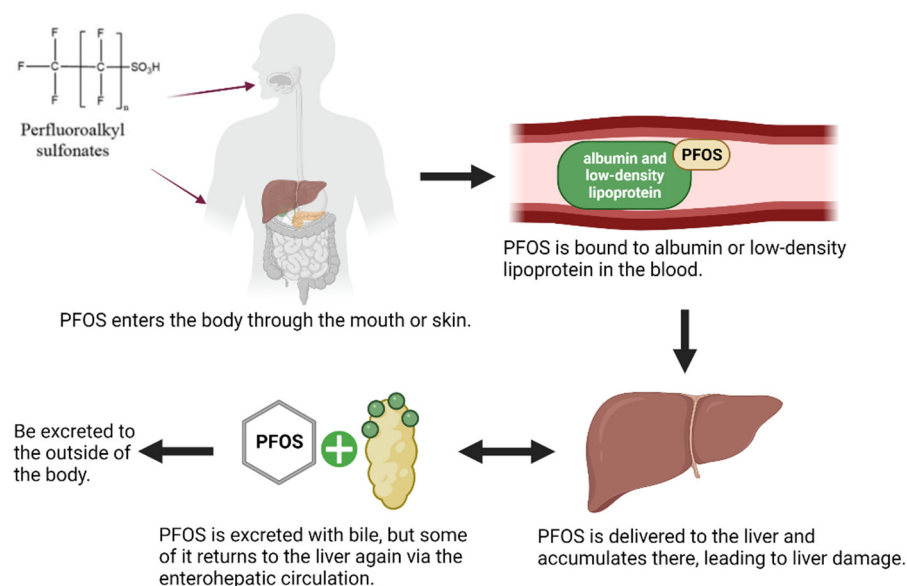 F F
F C C SO₃H
F F n
Perfluoroalkyl
sulfonates
PFOS enters the body through the mouth or skin.
albumin and
low-density
lipoprotein
PFOS
PFOS is bound to albumin or low-density
lipoprotein in the blood.
Be excreted to
the outside of
the body.
PFOS
PFOS is excreted with bile, but some
of it returns to the liver again via the
enterohepatic circulation.
PFOS is delivered to the liver and
accumulates there, leading to liver damage.